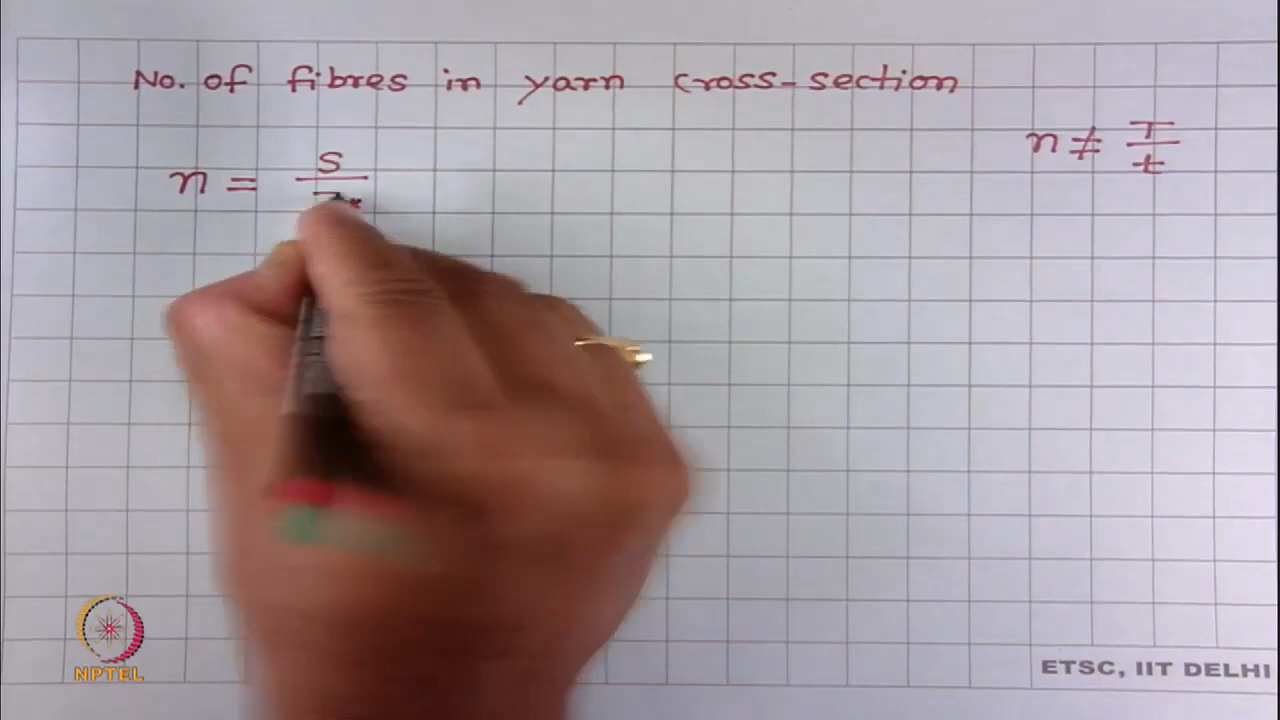 No. of fibres in yarn cross-section
n ≠ T/t
n = S/
NPTEL
ETSC, IIT DELHI